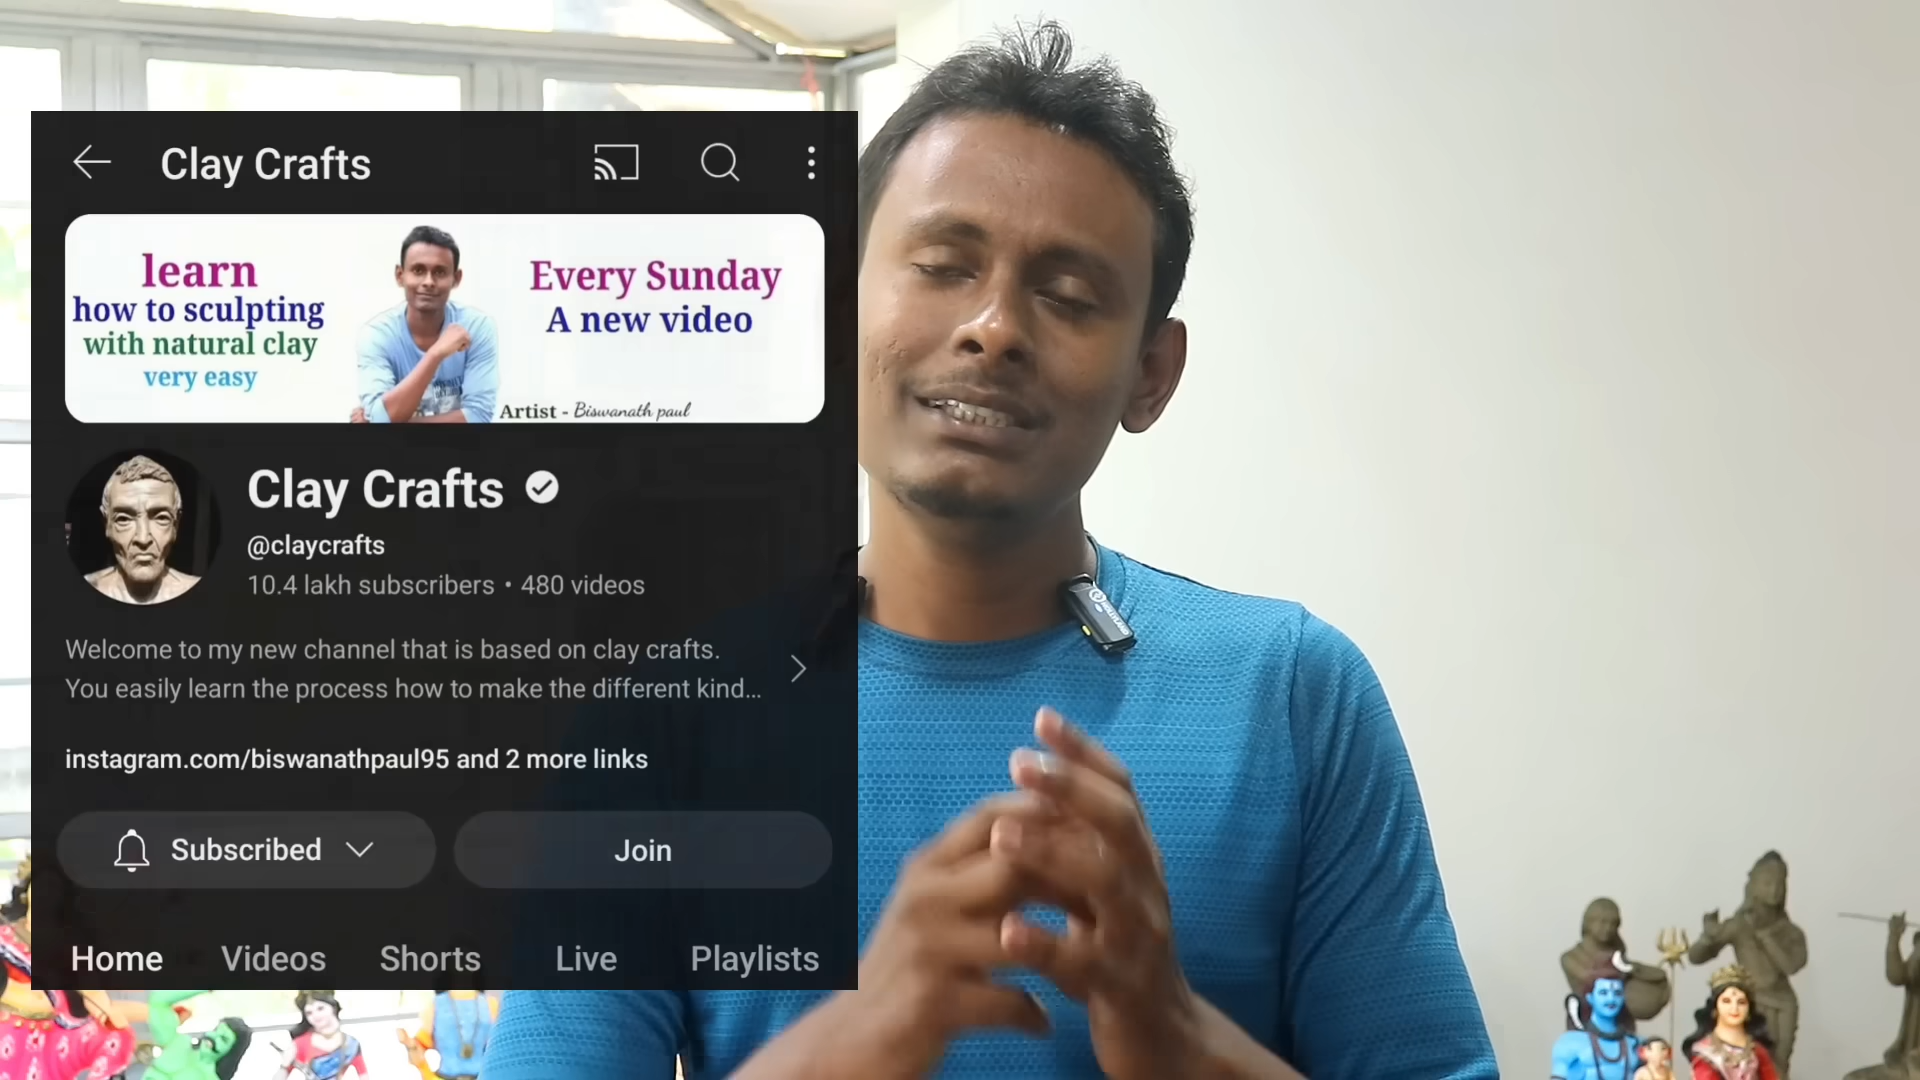 Clay Crafts
learn
how to sculpting
with natural clay
very easy
Every Sunday
A new video
Artist - Biswanath paul
Clay Crafts
@claycrafts
10.4 lakh subscribers • 480 videos
Welcome to my new channel that is based on clay crafts.
You easily learn the process how to make the different kind...
instagram.com/biswanathpaul95 and 2 more links
Subscribed
Join
Home Videos Shorts Live Playlists